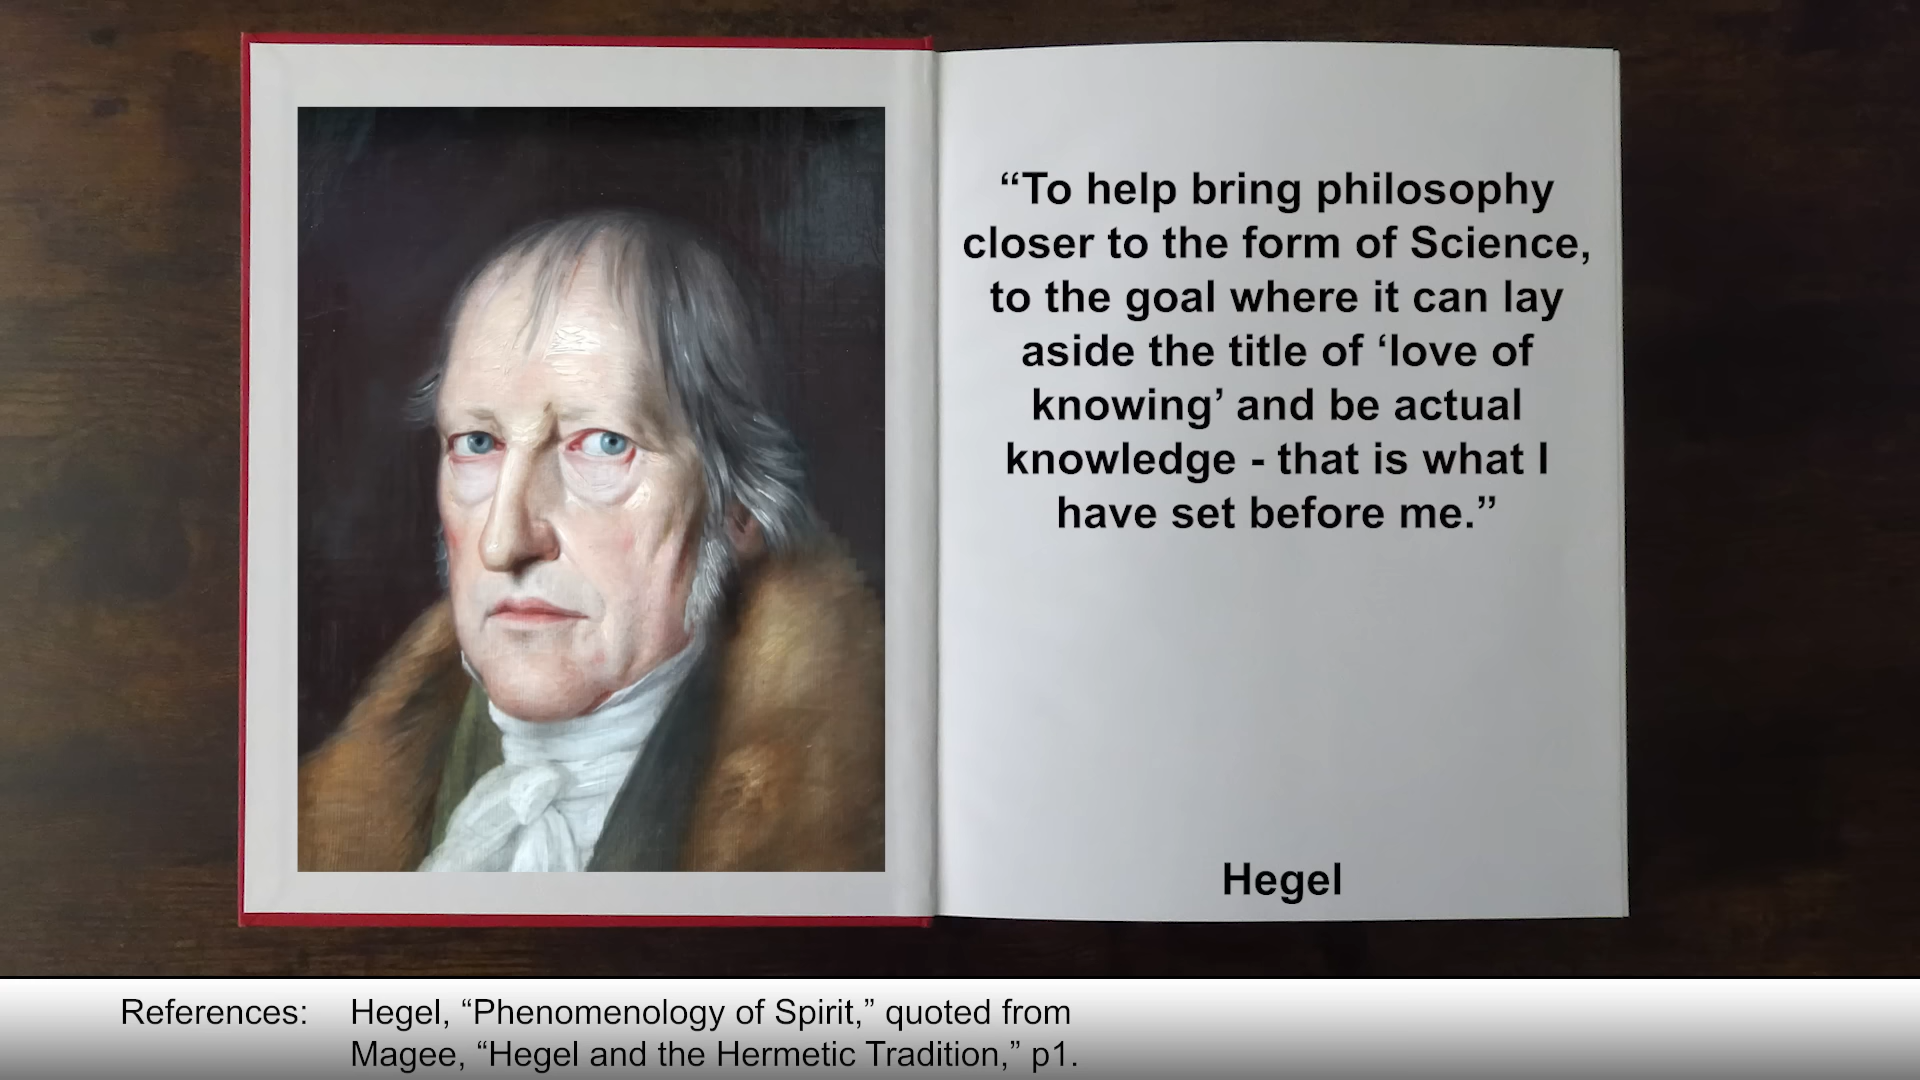 “To help bring philosophy
closer to the form of Science,
to the goal where it can lay
aside the title of ‘love of
knowing’ and be actual
knowledge - that is what I
have set before me.”
Hegel
References: Hegel, “Phenomenology of Spirit,” quoted from
Magee, “Hegel and the Hermetic Tradition,” p1.